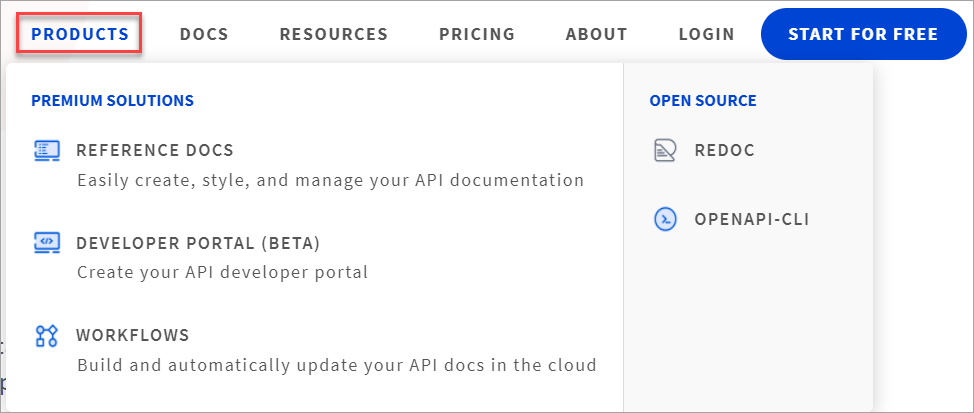 PRODUCTS DOCS RESOURCES PRICING ABOUT LOGIN START FOR FREE
PREMIUM SOLUTIONS
REFERENCE DOCS
Easily create, style, and manage your API documentation
DEVELOPER PORTAL (BETA)
Create your API developer portal
WORKFLOWS
Build and automatically update your API docs in the cloud
OPEN SOURCE
REDOC
OPENAPI-CLI